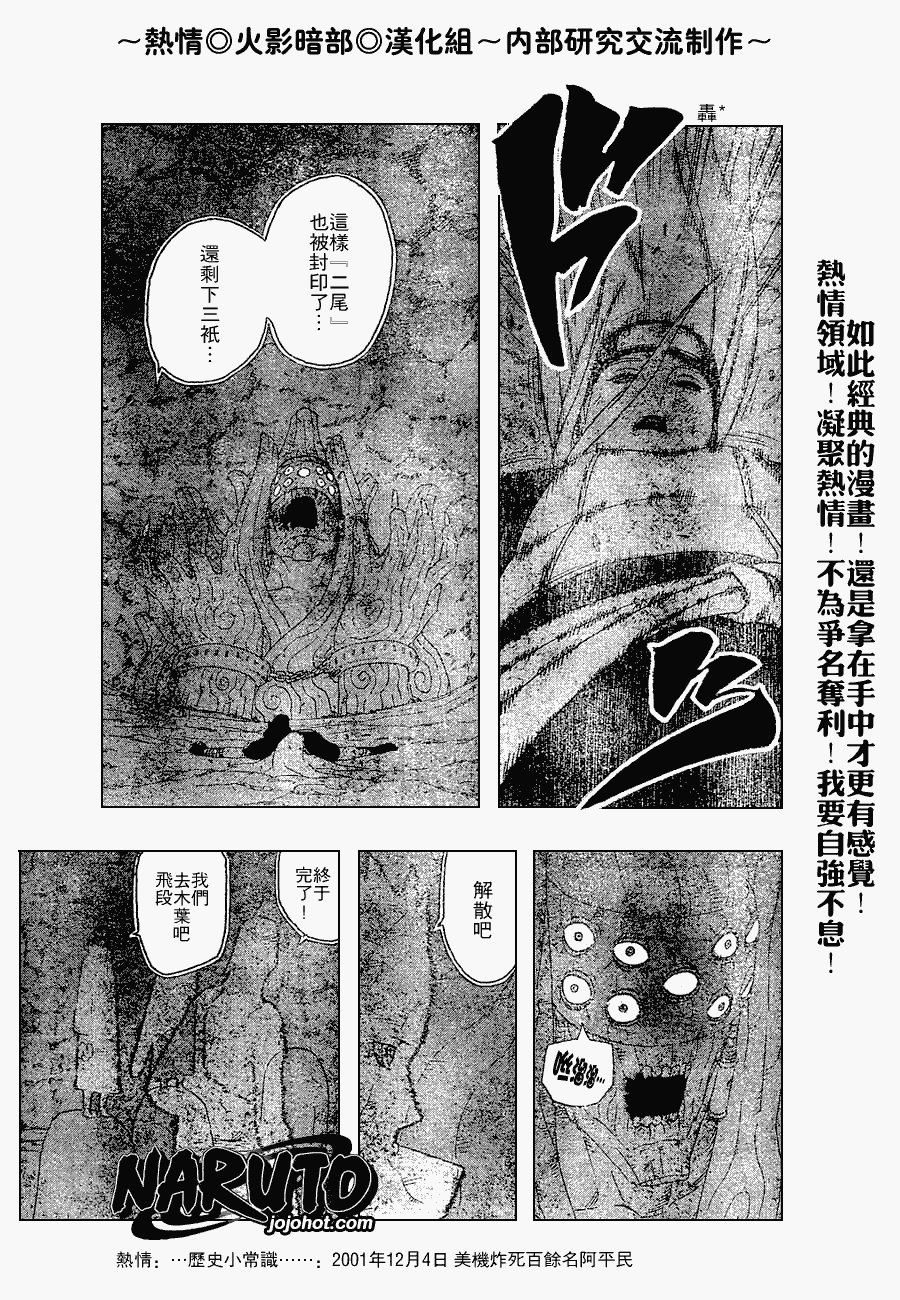 ～熱情◎火影暗部◎漢化組～内部研究交流制作～
轟*
ドドド
這樣『二尾』
也被封印了…
還剩下三衹…
如此經典的漫畫！還是拿在手中才更有感覺！
熱情領域！凝聚熱情！不為爭名奪利！我要自強不息！
解散吧
終于
完了！
我們
去木葉吧
飛段
NARUTO
jojohot.com
熱情：…歷史小常識……：2001年12月4日 美機炸死百餘名阿平民